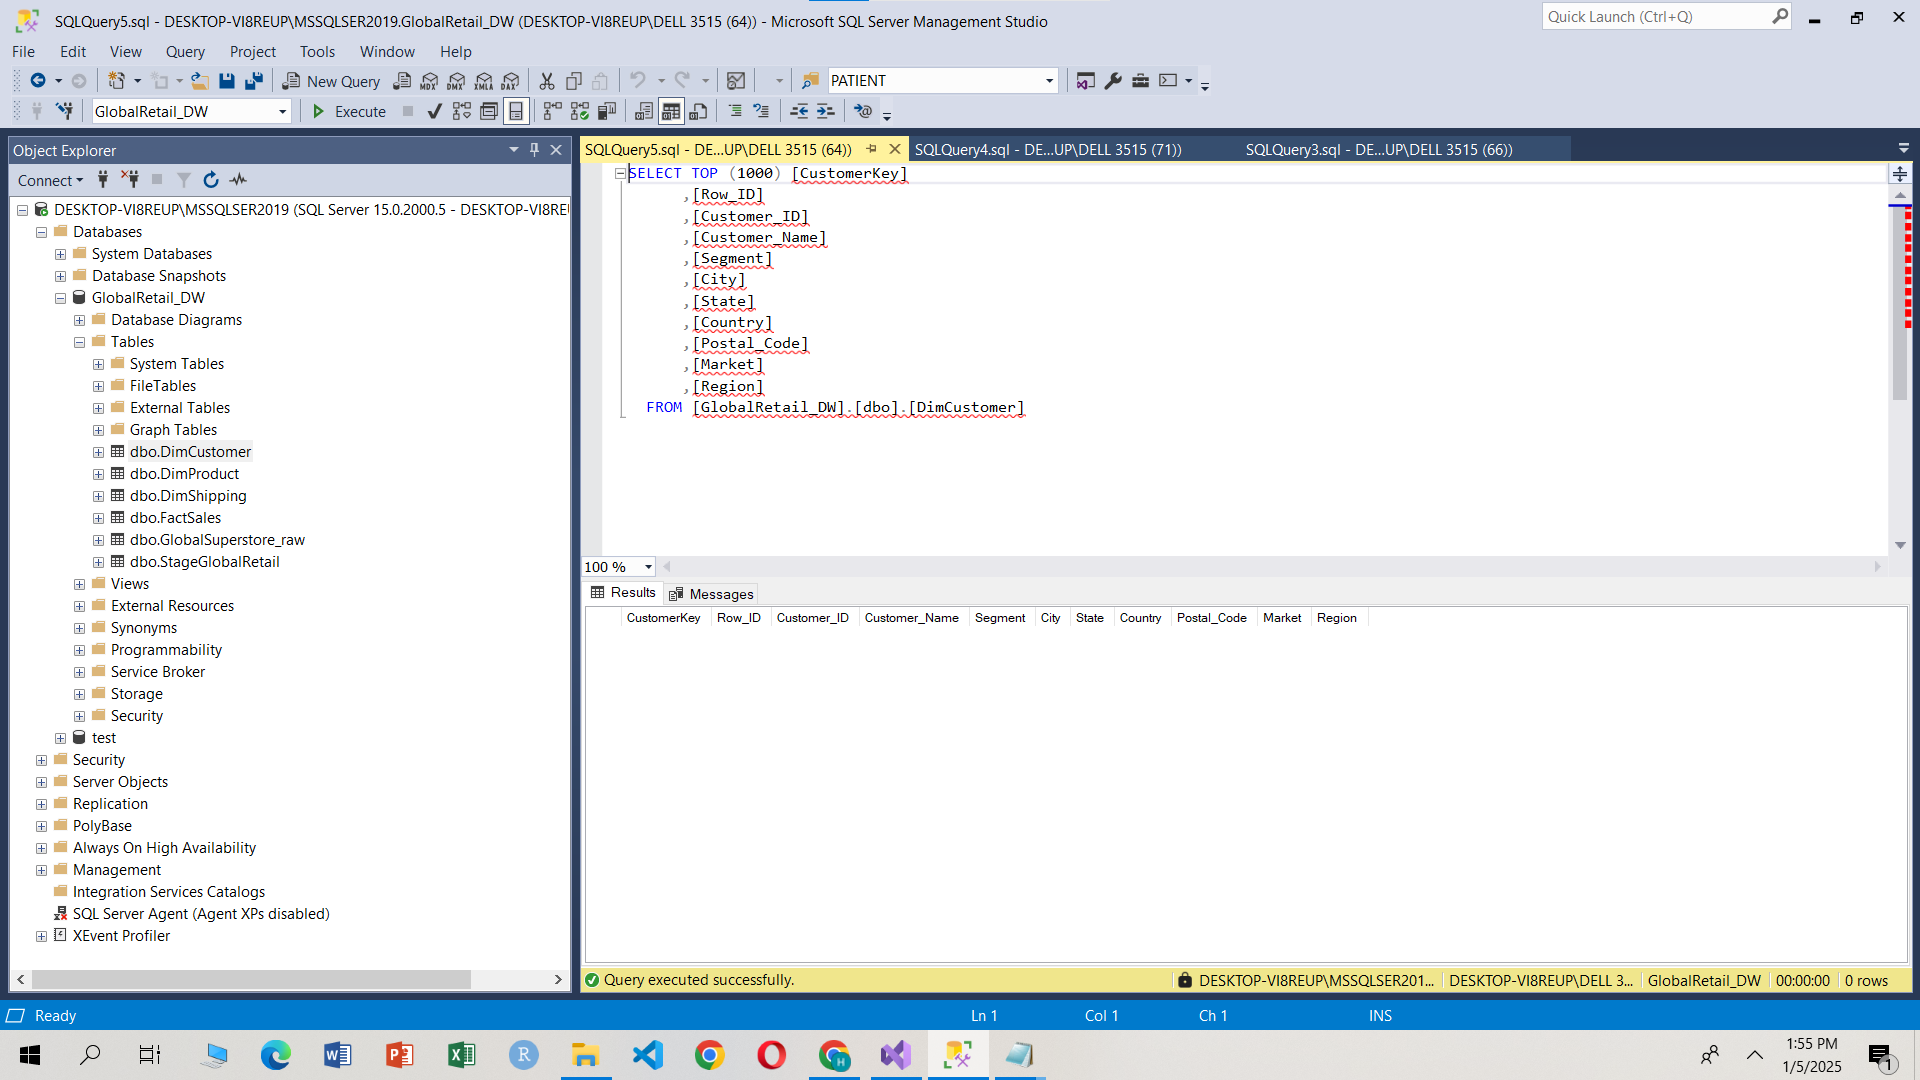 SQLQuery5.sql - DESKTOP-VI8REUP\MSSQLSER2019.GlobalRetail_DW (DESKTOP-VI8REUP\DELL 3515 (64)) - Microsoft SQL Server Management Studio
Quick Launch (Ctrl+Q)
File Edit View Query Project Tools Window Help
New Query
MDX DMX XMLA DAX
PATIENT
GlobalRetail_DW
Execute
Object Explorer
Connect
DESKTOP-VI8REUP\MSSQLSER2019 (SQL Server 15.0.2000.5 - DESKTOP-VI8REU
Databases
System Databases
Database Snapshots
GlobalRetail_DW
Database Diagrams
Tables
System Tables
FileTables
External Tables
Graph Tables
dbo.DimCustomer
dbo.DimProduct
dbo.DimShipping
dbo.FactSales
dbo.GlobalSuperstore_raw
dbo.StageGlobalRetail
Views
External Resources
Synonyms
Programmability
Service Broker
Storage
Security
test
Security
Server Objects
Replication
PolyBase
Always On High Availability
Management
Integration Services Catalogs
SQL Server Agent (Agent XPs disabled)
XEvent Profiler
SQLQuery5.sql - DE...UP\DELL 3515 (64)) SQLQuery4.sql - DE...UP\DELL 3515 (71)) SQLQuery3.sql - DE...UP\DELL 3515 (66))
SELECT TOP (1000) [CustomerKey]
,[Row_ID]
,[Customer_ID]
,[Customer_Name]
,[Segment]
,[City]
,[State]
,[Country]
,[Postal_Code]
,[Market]
,[Region]
FROM [GlobalRetail_DW].[dbo].[DimCustomer]
100 %
Results Messages
CustomerKey Row_ID Customer_ID Customer_Name Segment City State Country Postal_Code Market Region
Query executed successfully. DESKTOP-VI8REUP\MSSQLSER201... DESKTOP-VI8REUP\DELL 3... GlobalRetail_DW 00:00:00 0 rows
Ready Ln 1 Col 1 Ch 1 INS
1:55 PM
1/5/2025
1